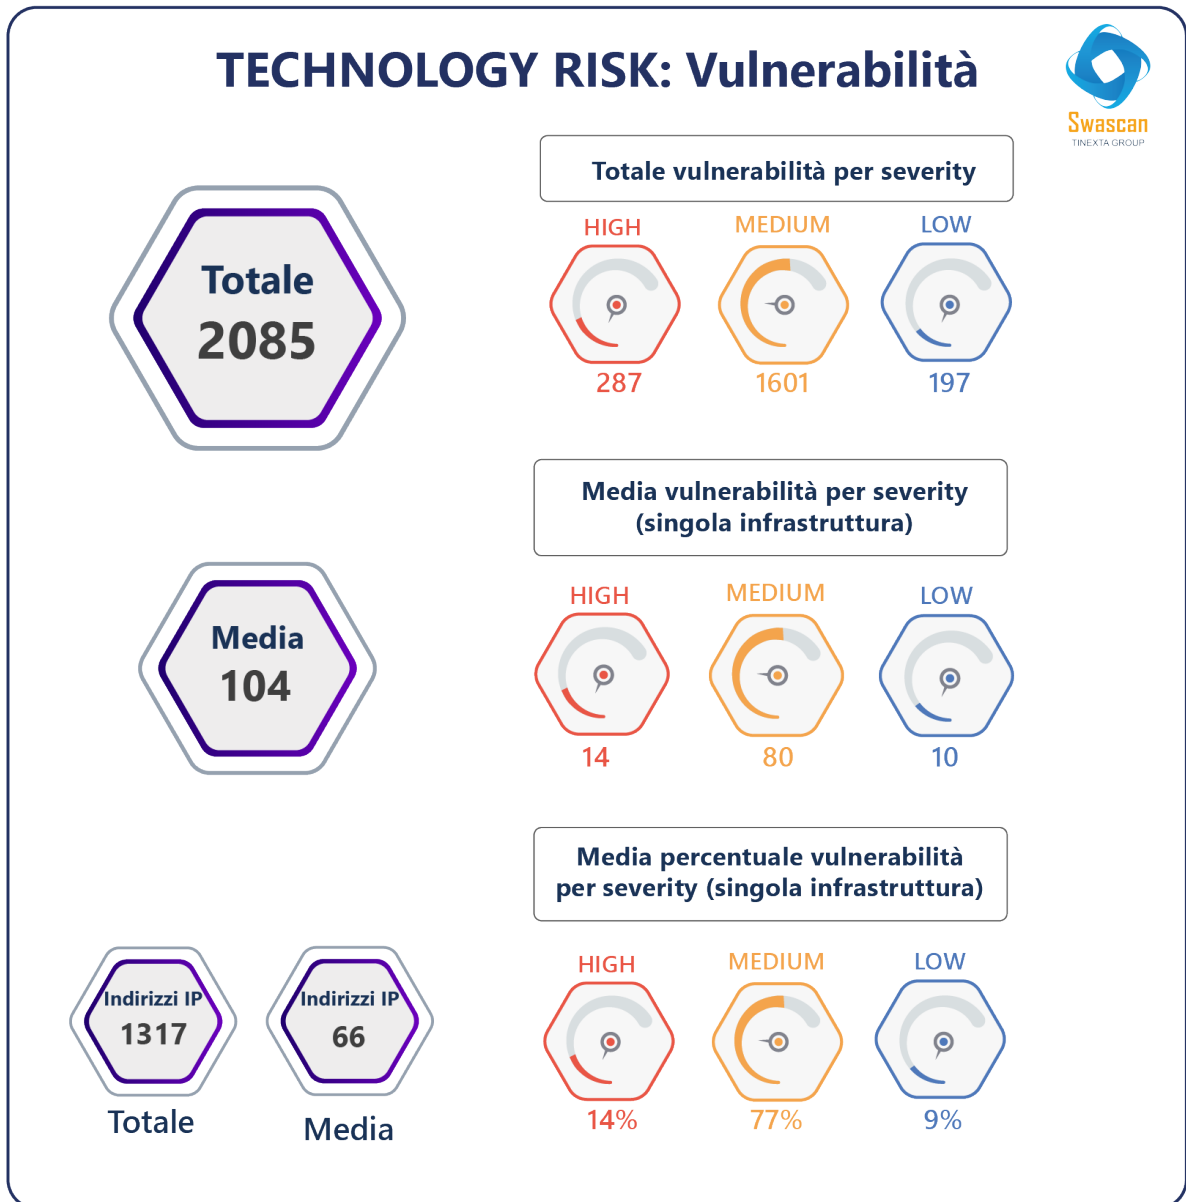 TECHNOLOGY RISK: Vulnerabilità
Swascan
TINEXTA GROUP
Totale
2085
Totale vulnerabilità per severity
HIGH
MEDIUM
LOW
287
1601
197
Media
104
Media vulnerabilità per severity
(singola infrastruttura)
HIGH
MEDIUM
LOW
14
80
10
Media percentuale vulnerabilità
per severity (singola infrastruttura)
HIGH
MEDIUM
LOW
14%
77%
9%
Indirizzi IP
1317
Totale
Indirizzi IP
66
Media